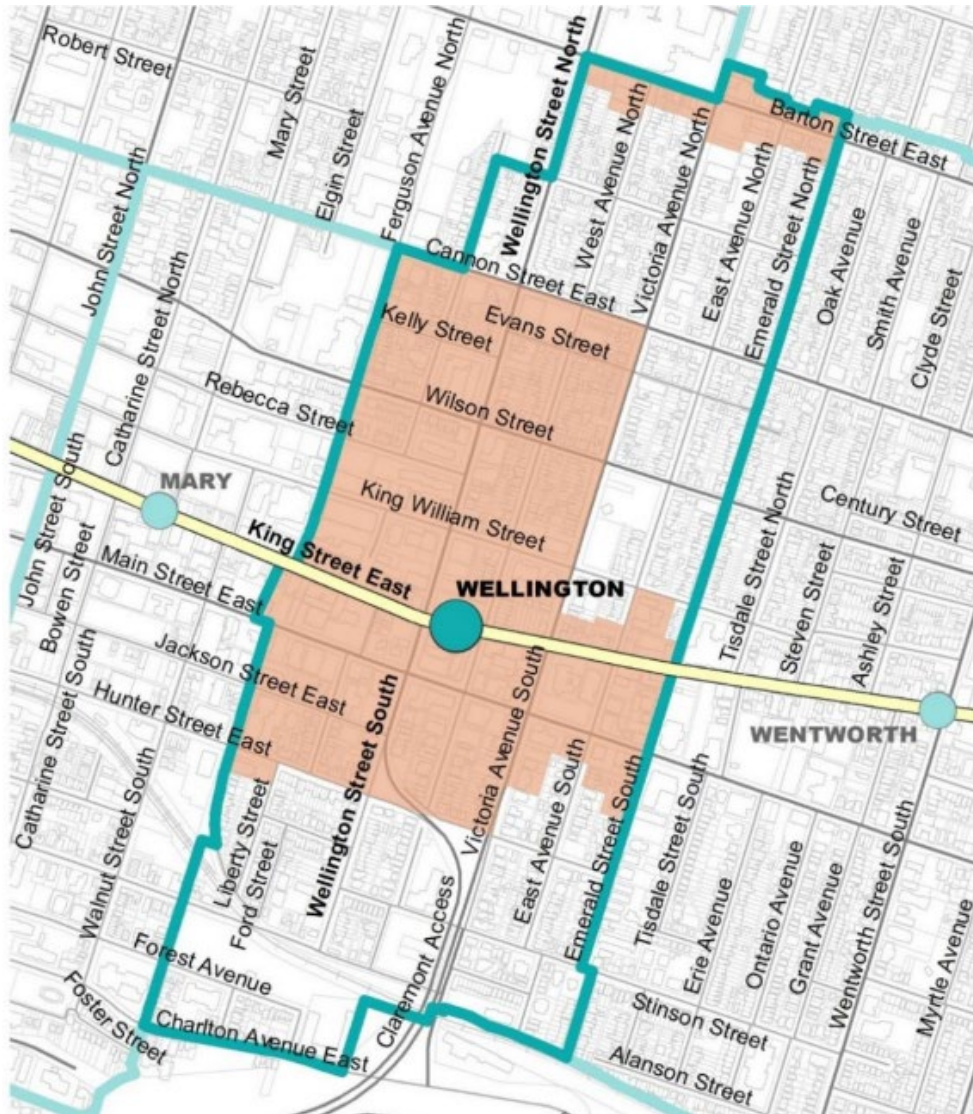 Robert Street
Mary Street
Elgin Street
Ferguson Avenue North
Wellington Street North
West Avenue North
Victoria Avenue North
East Avenue North
Emerald Street North
Barton Street East
Oak Avenue
Smith Avenue
Clyde Street
John Street North
Catharine Street North
Cannon Street East
Kelly Street
Evans Street
Rebecca Street
Wilson Street
King William Street
Century Street
MARY
King Street East
WELLINGTON
Tisdale Street North
Steven Street
Ashley Street
WENTWORTH
John Street South
Bowen Street
Main Street East
Jackson Street East
Hunter Street East
Catharine Street South
Walnut Street South
Liberty Street
Ford Street
Wellington Street South
Victoria Avenue South
East Avenue South
Emerald Street South
Tisdale Street South
Erie Avenue
Ontario Avenue
Grant Avenue
Wentworth Street South
Myrtle Avenue
Claremont Access
Forest Avenue
Foster Street
Charlton Avenue East
Stinson Street
Alanson Street